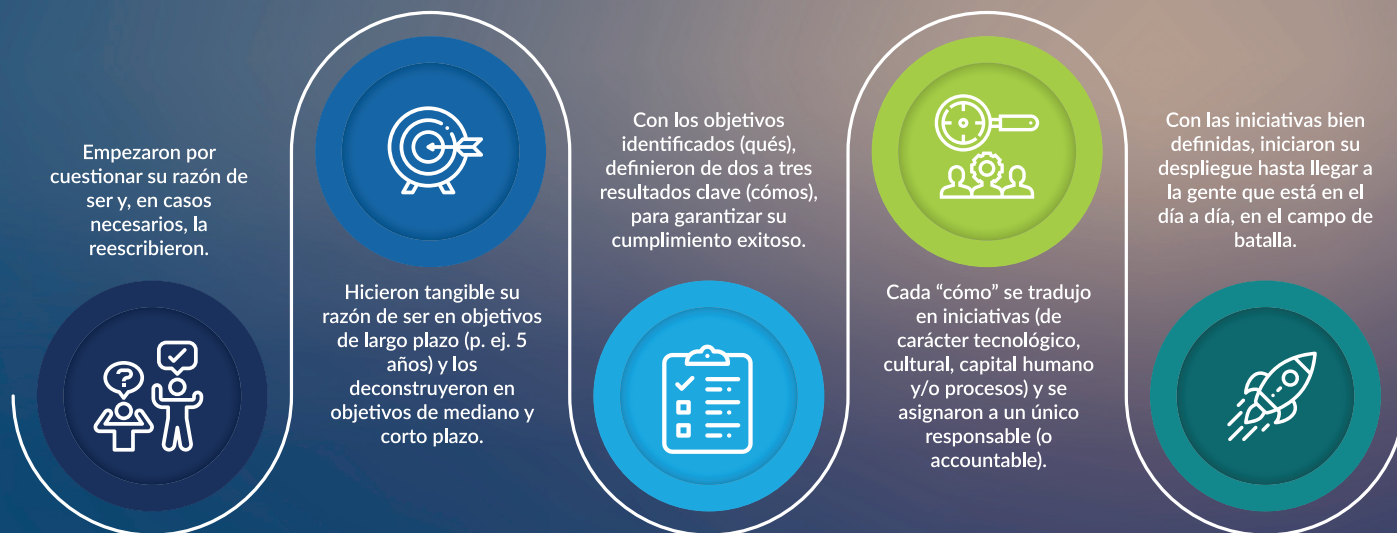 Empezaron por
cuestionar su razón de
ser y, en casos
necesarios, la
reescribieron.
Hicieron tangible su
razón de ser en objetivos
de largo plazo (p. ej. 5
años) y los
deconstruyeron en
objetivos de mediano y
corto plazo.
Con los objetivos
identificados (qués),
definieron de dos a tres
resultados clave (cómos),
para garantizar su
cumplimiento exitoso.
Cada “cómo” se tradujo
en iniciativas (de
carácter tecnológico,
cultural, capital humano
y/o procesos) y se
asignaron a un único
responsable (o
accountable).
Con las iniciativas bien
definidas, iniciaron su
despliegue hasta llegar a
la gente que está en el
día a día, en el campo de
batalla.